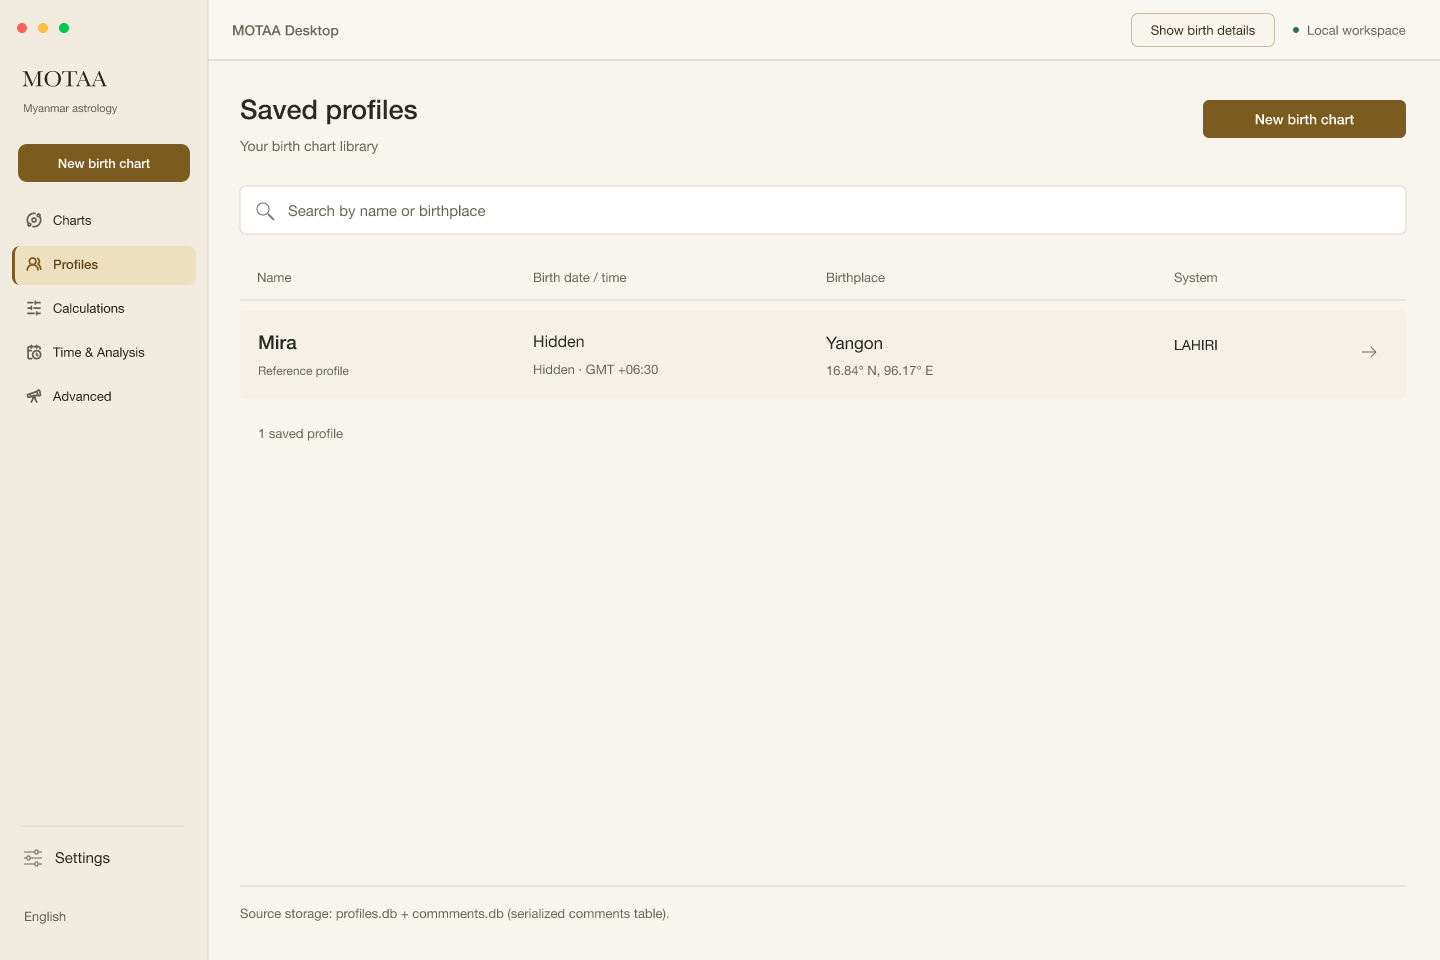 MOTAA Desktop
Show birth details
Local workspace
MOTAA
Myanmar astrology
New birth chart
Charts
Profiles
Calculations
Time & Analysis
Advanced
Settings
English
Saved profiles
Your birth chart library
New birth chart
Search by name or birthplace
Name Birth date / time Birthplace System
Mira Hidden Yangon LAHIRI
Reference profile Hidden · GMT +06:30 16.84° N, 96.17° E
1 saved profile
Source storage: profiles.db + commments.db (serialized comments table).